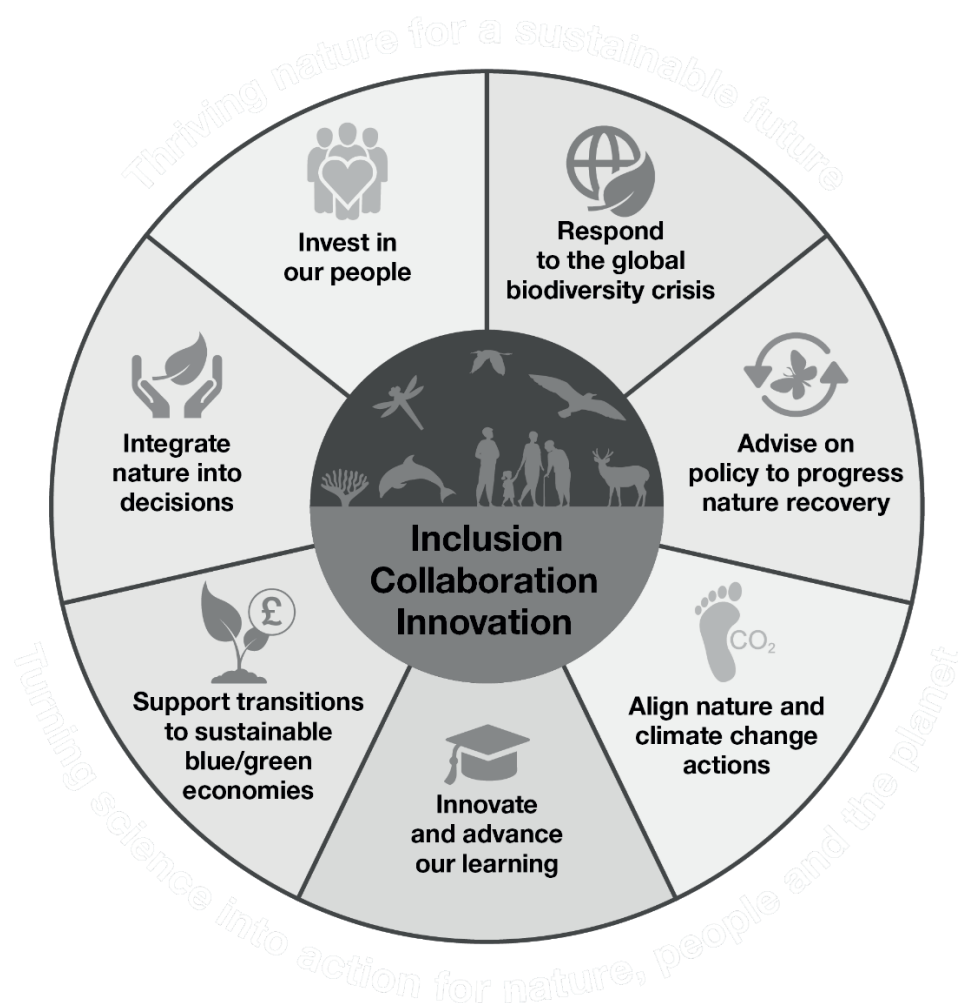 Thriving nature for a sustainable future
Invest in
our people
Respond
to the global
biodiversity crisis
Integrate
nature into
decisions
Advise on
policy to progress
nature recovery
Inclusion
Collaboration
Innovation
£
Support transitions
to sustainable
blue/green
economies
CO₂
Align nature and
climate change
actions
Innovate
and advance
our learning
Turning science into action for nature, people and the planet